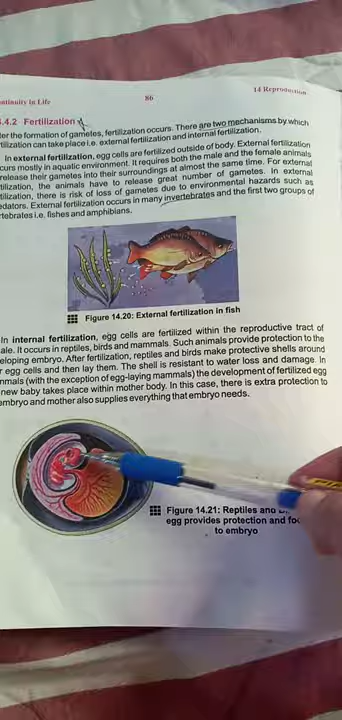 ontinuity in Life 86 14 Reproduction
.4.2 Fertilization
ter the formation of gametes, fertilization occurs. There are two mechanisms by which
tilization can take place i.e. external fertilization and internal fertilization.
In external fertilization, egg cells are fertilized outside of body. External fertilization
curs mostly in aquatic environment. It requires both the male and the female animals
release their gametes into their surroundings at almost the same time. For external
tilization, the animals have to release great number of gametes. In external
tilization, there is risk of loss of gametes due to environmental hazards such as
edators. External fertilization occurs in many invertebrates and the first two groups of
rtebrates i.e. fishes and amphibians.
Figure 14.20: External fertilization in fish
In internal fertilization, egg cells are fertilized within the reproductive tract of
ale. It occurs in reptiles, birds and mammals. Such animals provide protection to the
eloping embryo. After fertilization, reptiles and birds make protective shells around
r egg cells and then lay them. The shell is resistant to water loss and damage. In
mmals (with the exception of egg-laying mammals) the development of fertilized egg
new baby takes place within mother body. In this case, there is extra protection to
embryo and mother also supplies everything that embryo needs.
Figure 14.21: Reptiles and
egg provides protection and foo
to embryo